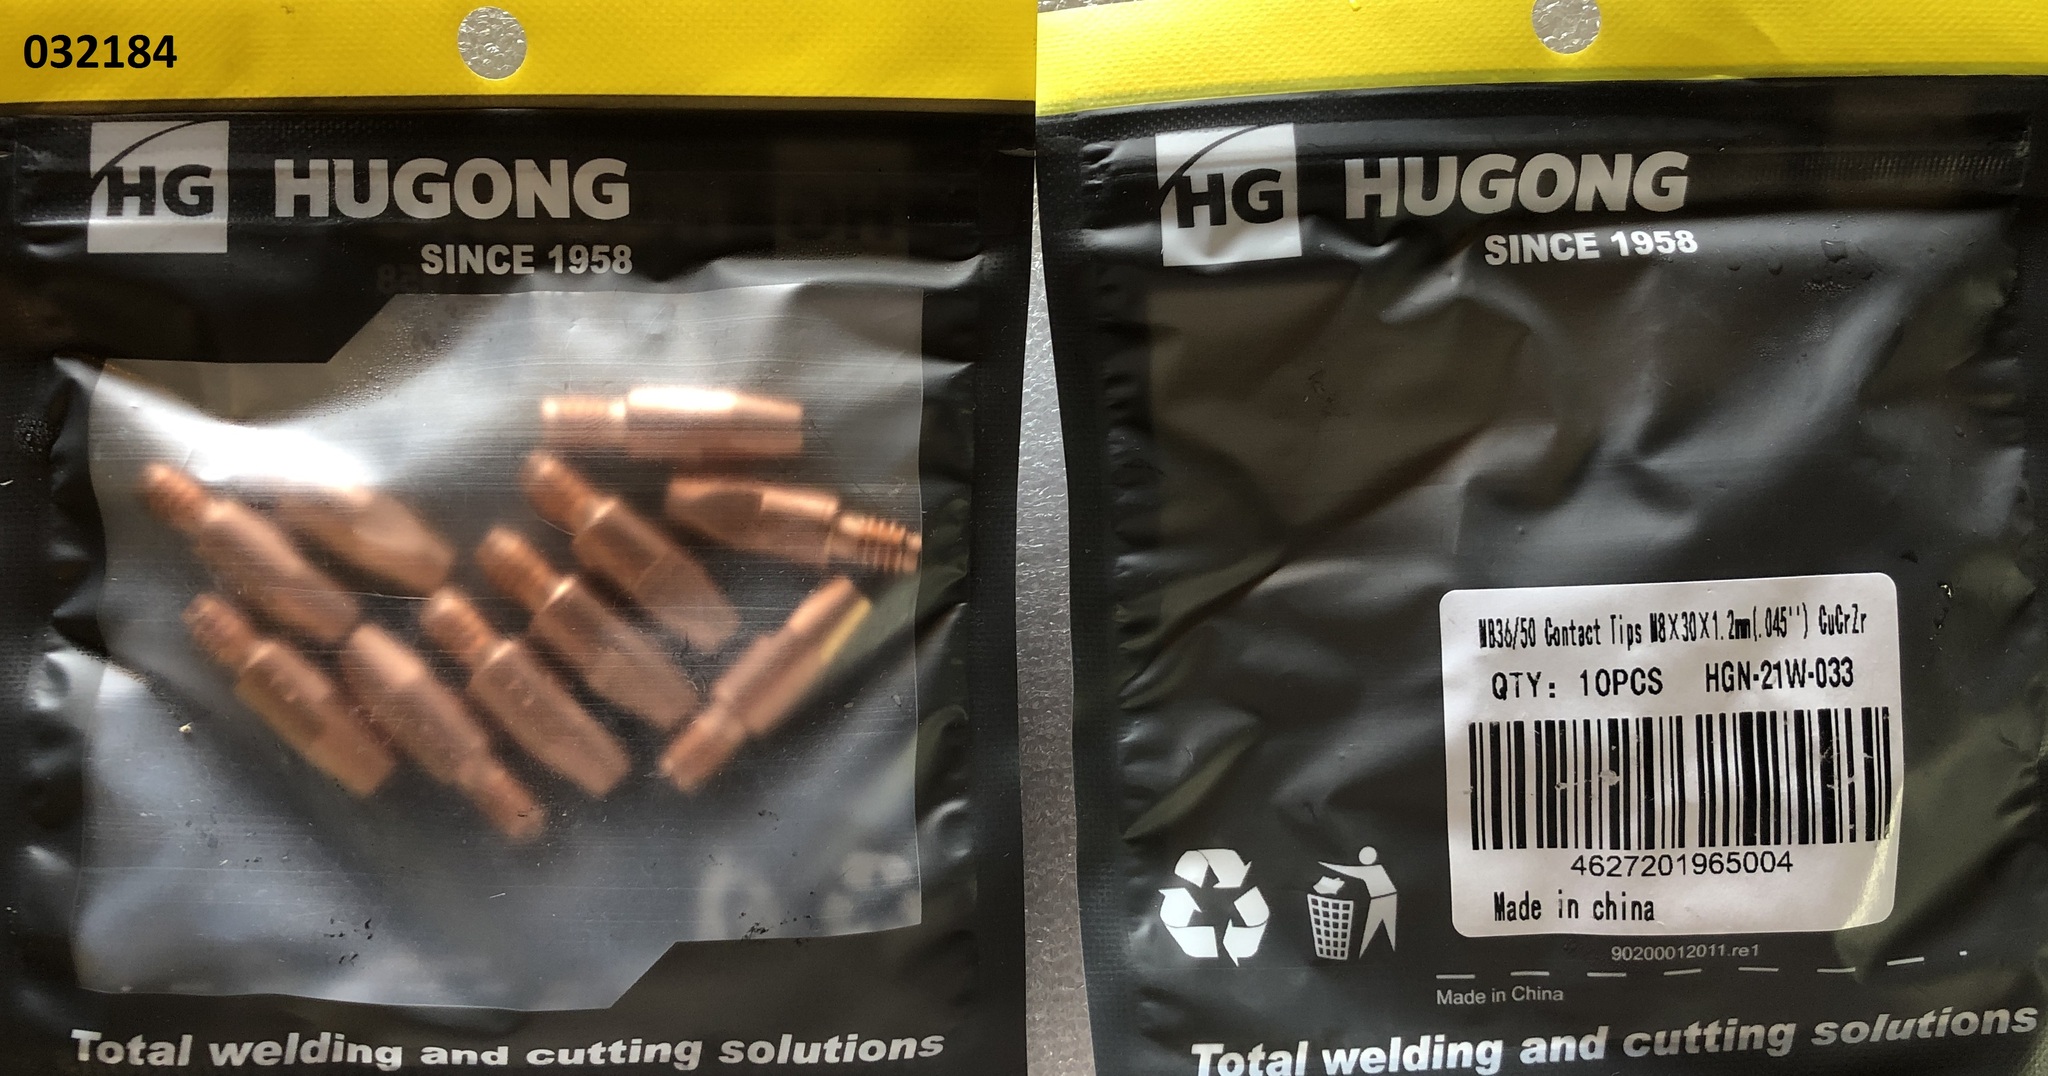 032184
HG HUGONG
SINCE 1958
Total welding and cutting solutions
HG HUGONG
SINCE 1958
MB36/50 Contact Tips M8X30X1.2mm(.045'') CuCrZr
QTY: 10PCS HGN-21W-033
4627201965004
Made in china
90200012011.re1
Made in China
Total welding and cutting solutions